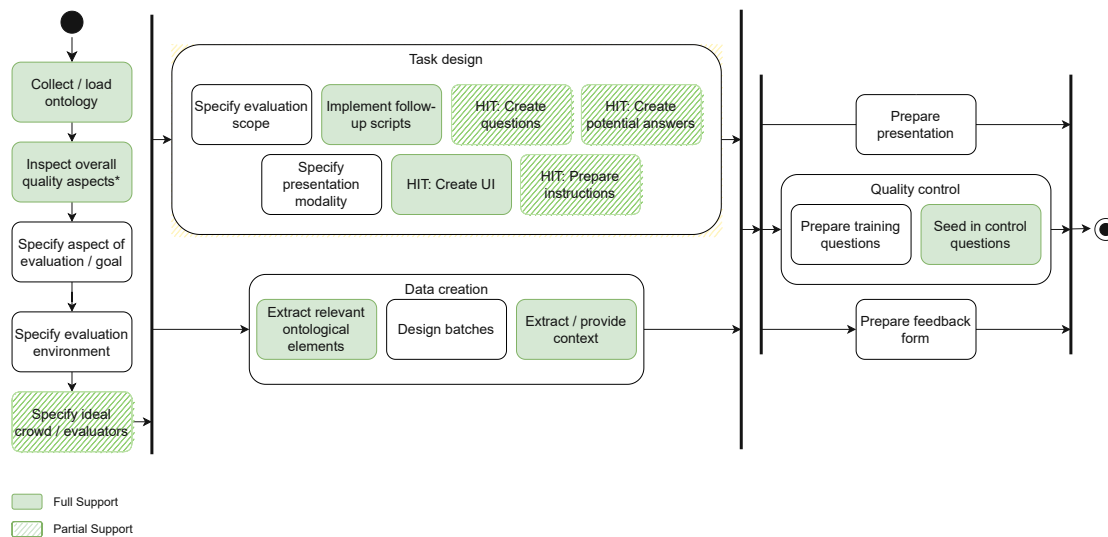 Collect / load
ontology
Inspect overall
quality aspects*
Specify aspect of
evaluation / goal
Specify evaluation
environment
Specify ideal
crowd / evaluators
Task design
Specify evaluation
scope
Implement follow-
up scripts
HIT: Create
questions
HIT: Create
potential answers
Specify
presentation
modality
HIT: Create UI
HIT: Prepare
instructions
Data creation
Extract relevant
ontological
elements
Design batches
Extract / provide
context
Prepare
presentation
Quality control
Prepare training
questions
Seed in control
questions
Prepare feedback
form
Full Support
Partial Support